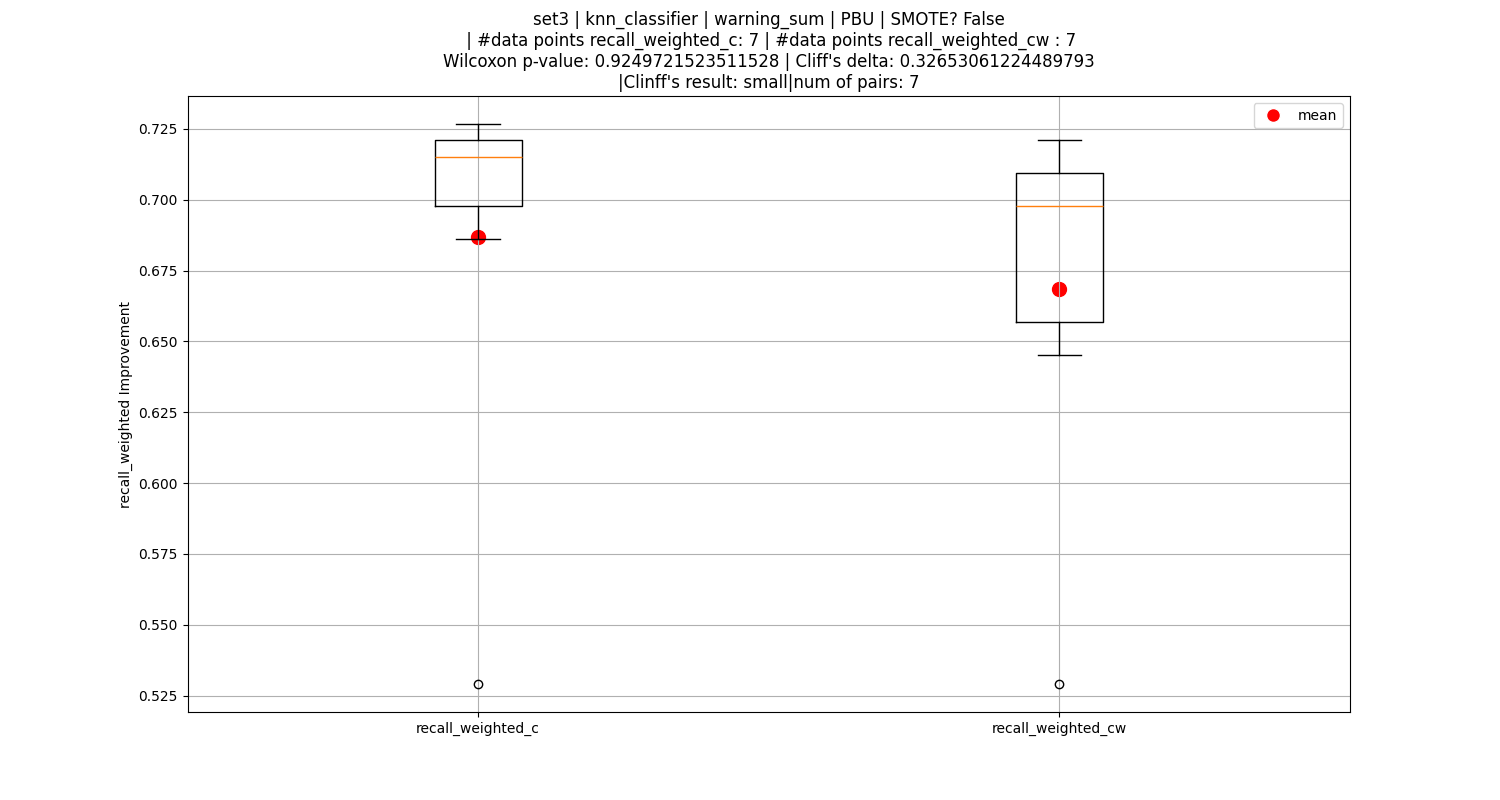 set3 | knn_classifier | warning_sum | PBU | SMOTE? False
| #data points recall_weighted_c: 7 | #data points recall_weighted_cw : 7
Wilcoxon p-value: 0.9249721523511528 | Cliff's delta: 0.32653061224489793
|Clinff's result: small|num of pairs: 7
mean
recall_weighted Improvement
0.725
0.700
0.675
0.650
0.625
0.600
0.575
0.550
0.525
recall_weighted_c
recall_weighted_cw